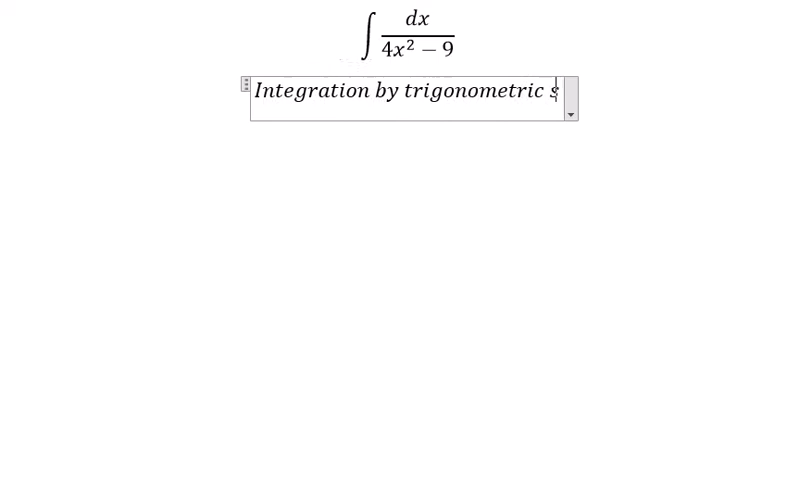 ∫ dx / (4x² − 9)
Integration by trigonometric s